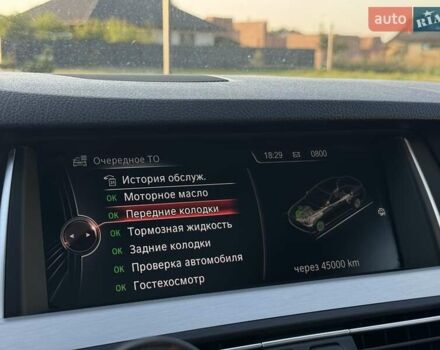 auto RIA
Очередное ТО
18:29 0800
История обслуж.
OK Моторное масло
OK Передние колодки
OK Тормозная жидкость
OK Задние колодки
OK Проверка автомобиля
OK Гостехосмотр
через 45000 km